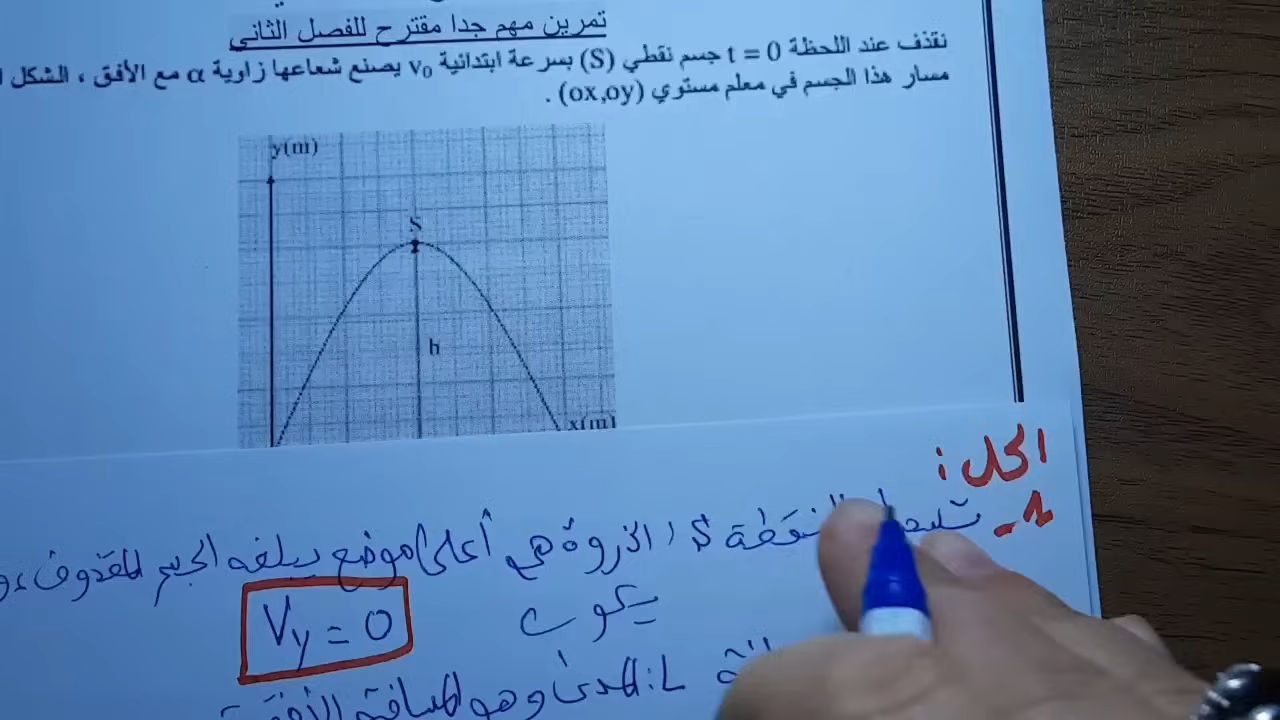 تمرين مهم جدا مقترح للفصل الثاني
نقذف عند اللحظة t = 0 جسم نقطي (S) بسرعة ابتدائية v₀ يصنع شعاعها زاوية α مع الأفق ، الشكل
مسار هذا الجسم في معلم مستوي (ox,oy) .
y(m)
S
h
x(m)
الحل :
1- تسمى النقطة S الذروة هي أعلى موضع يبلغه الجسم المقذوف،
يكون
Vy = 0
L: المدى وهو المسافة الأفقية